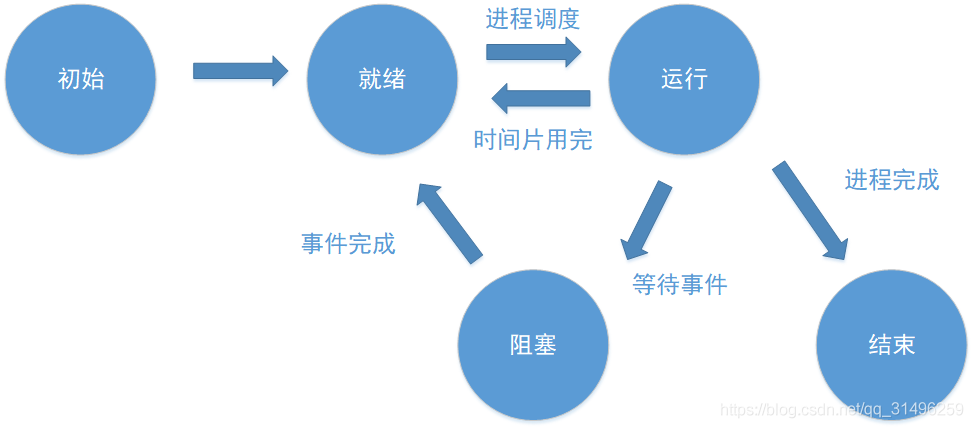 进程调度
初始
就绪
运行
时间片用完
进程完成
事件完成
等待事件
阻塞
结束
https://blog.csdn.net/qq_31496259